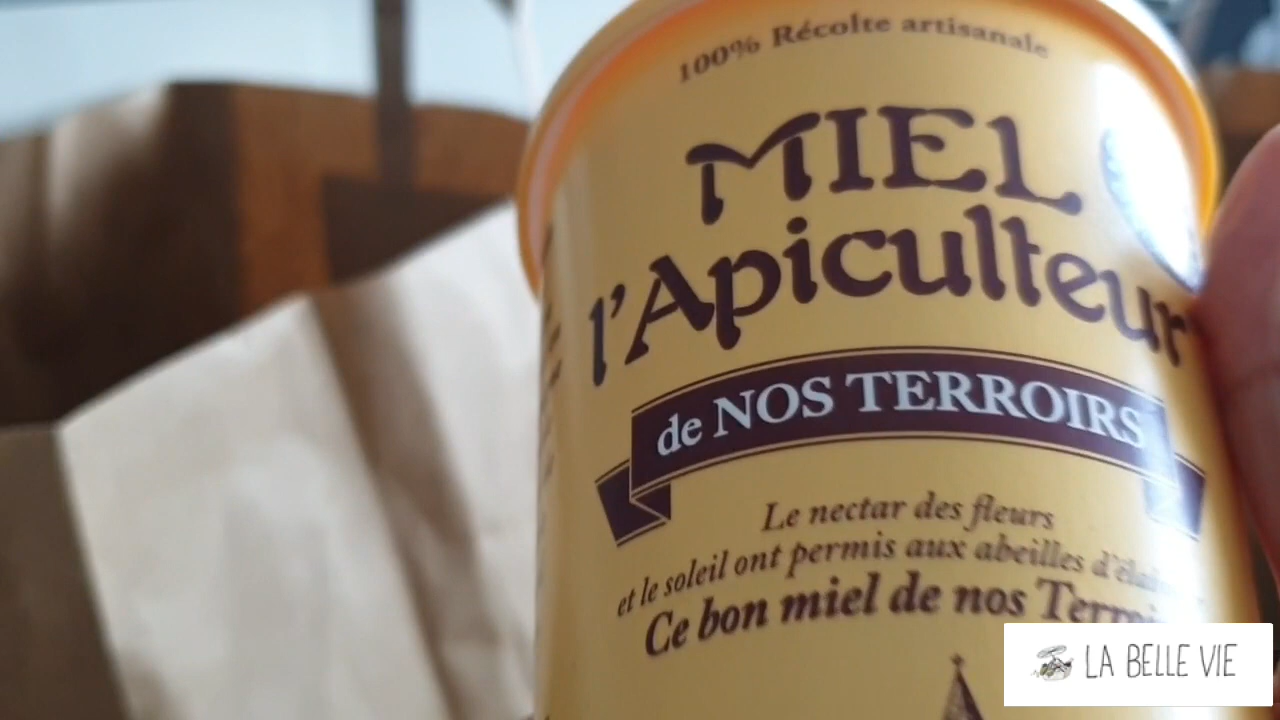 100% Récolte artisanale
MIEL
l'Apiculteur
de NOS TERROIRS
Le nectar des fleurs
et le soleil ont permis aux abeilles
Ce bon miel de nos
LA BELLE VIE